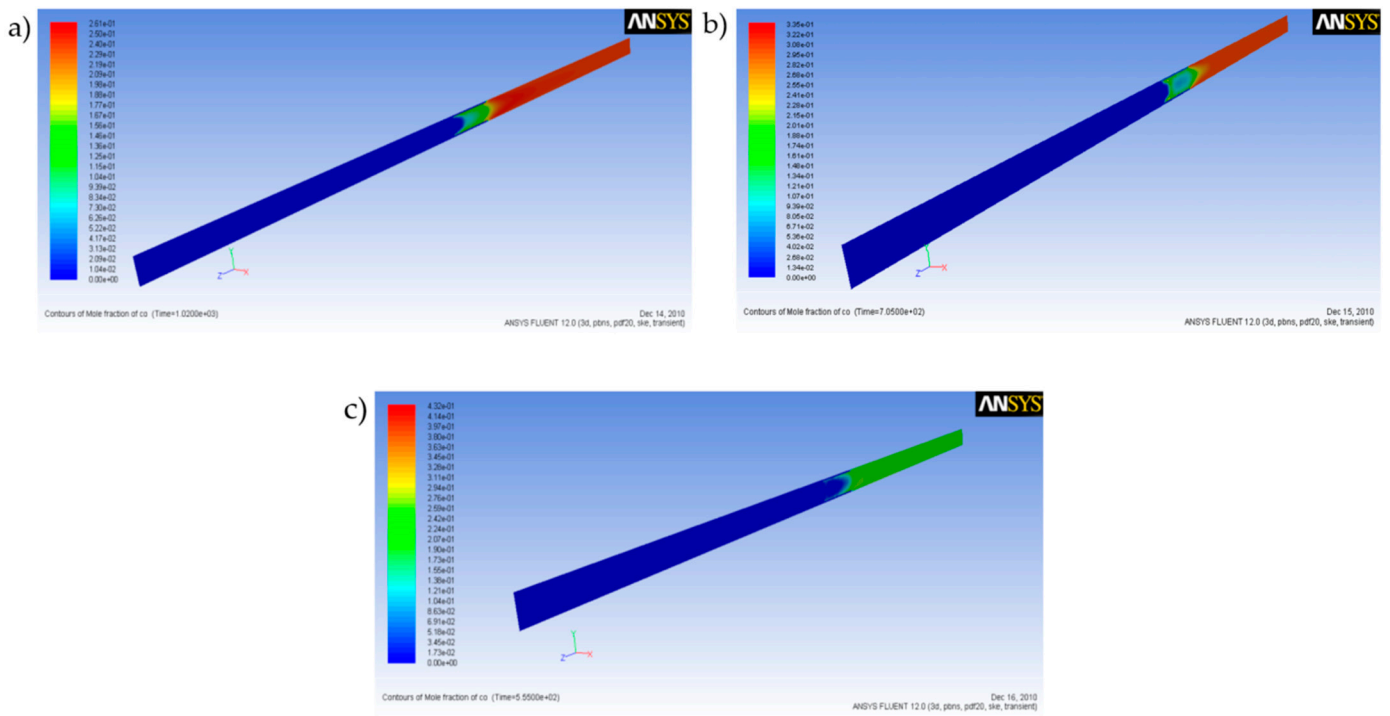 a)
ANSYS
2.61e-01
2.50e-01
2.40e-01
2.29e-01
2.19e-01
2.09e-01
1.98e-01
1.88e-01
1.77e-01
1.67e-01
1.56e-01
1.46e-01
1.36e-01
1.25e-01
1.15e-01
1.04e-01
9.39e-02
8.34e-02
7.30e-02
6.26e-02
5.22e-02
4.17e-02
3.13e-02
2.09e-02
1.04e-02
0.00e+00
Y
Z X
Contours of Mole fraction of co (Time=1.0200e+03)
Dec 14, 2010
ANSYS FLUENT 12.0 (3d, pbns, pdf20, ske, transient)
b)
ANSYS
3.35e-01
3.22e-01
3.08e-01
2.95e-01
2.82e-01
2.68e-01
2.55e-01
2.41e-01
2.28e-01
2.15e-01
2.01e-01
1.88e-01
1.74e-01
1.61e-01
1.48e-01
1.34e-01
1.21e-01
1.07e-01
9.39e-02
8.05e-02
6.71e-02
5.36e-02
4.02e-02
2.68e-02
1.34e-02
0.00e+00
Z X
Contours of Mole fraction of co (Time=7.0500e+02)
Dec 15, 2010
ANSYS FLUENT 12.0 (3d, pbns, pdf20, ske, transient)
c)
ANSYS
4.32e-01
4.14e-01
3.97e-01
3.80e-01
3.63e-01
3.45e-01
3.28e-01
3.11e-01
2.94e-01
2.76e-01
2.59e-01
2.42e-01
2.24e-01
2.07e-01
1.90e-01
1.73e-01
1.55e-01
1.38e-01
1.21e-01
1.04e-01
8.63e-02
6.91e-02
5.18e-02
3.45e-02
1.73e-02
0.00e+00
Y
Z X
Contours of Mole fraction of co (Time=5.5500e+02)
Dec 16, 2010
ANSYS FLUENT 12.0 (3d, pbns, pdf20, ske, transient)